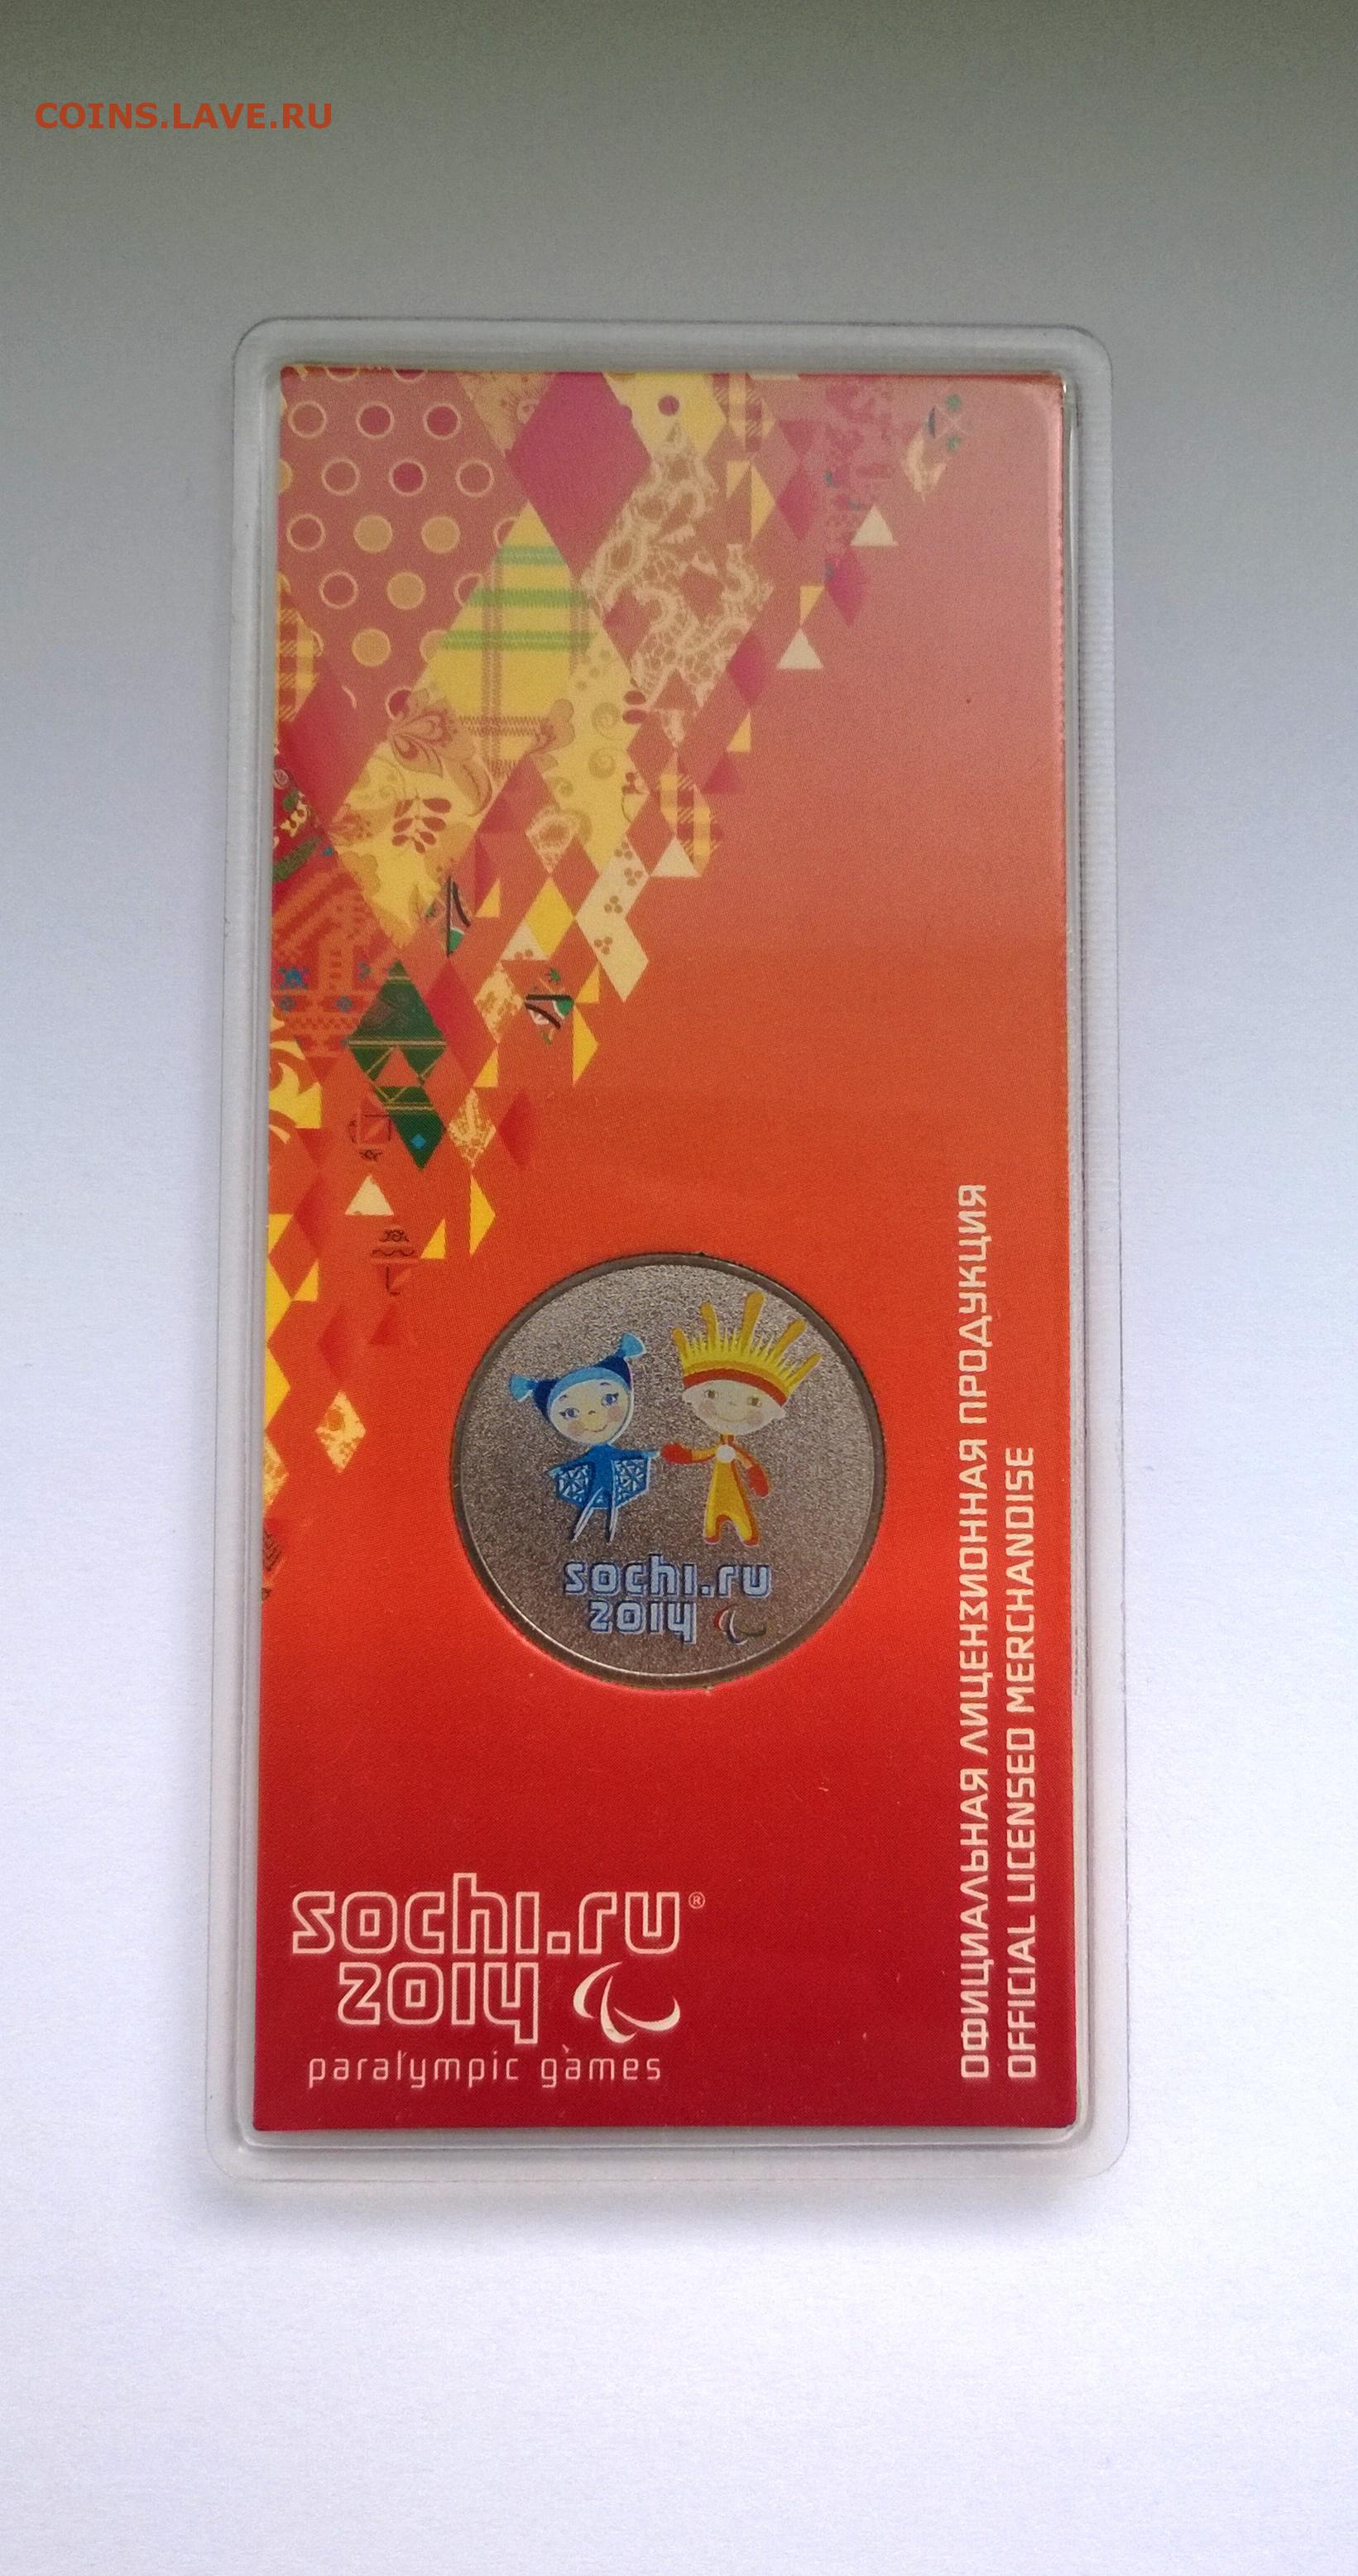 COINS.LAVE.RU
sochi.ru
2014
sochi.ru®
2014
paralympic games
ОФИЦИАЛЬНАЯ ЛИЦЕНЗИОННАЯ ПРОДУКЦИЯ
OFFICIAL LICENSED MERCHANDISE